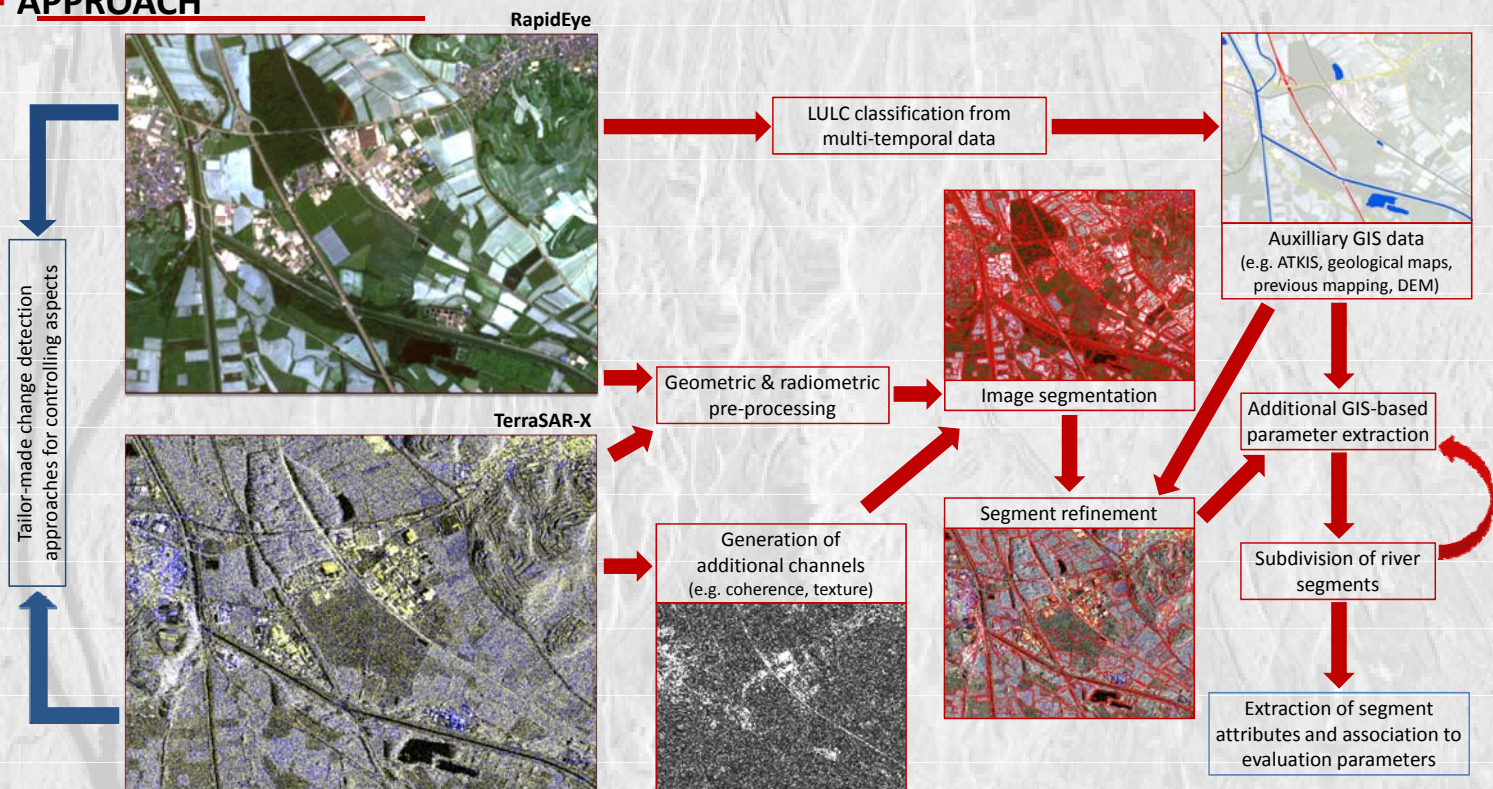 APPROACH
RapidEye
LULC classification from
multi-temporal data
Auxilliary GIS data
(e.g. ATKIS, geological maps,
previous mapping, DEM)
Tailor-made change detection
approaches for controlling aspects
Geometric & radiometric
pre-processing
Image segmentation
Additional GIS-based
parameter extraction
TerraSAR-X
Generation of
additional channels
(e.g. coherence, texture)
Segment refinement
Subdivision of river
segments
Extraction of segment
attributes and association to
evaluation parameters